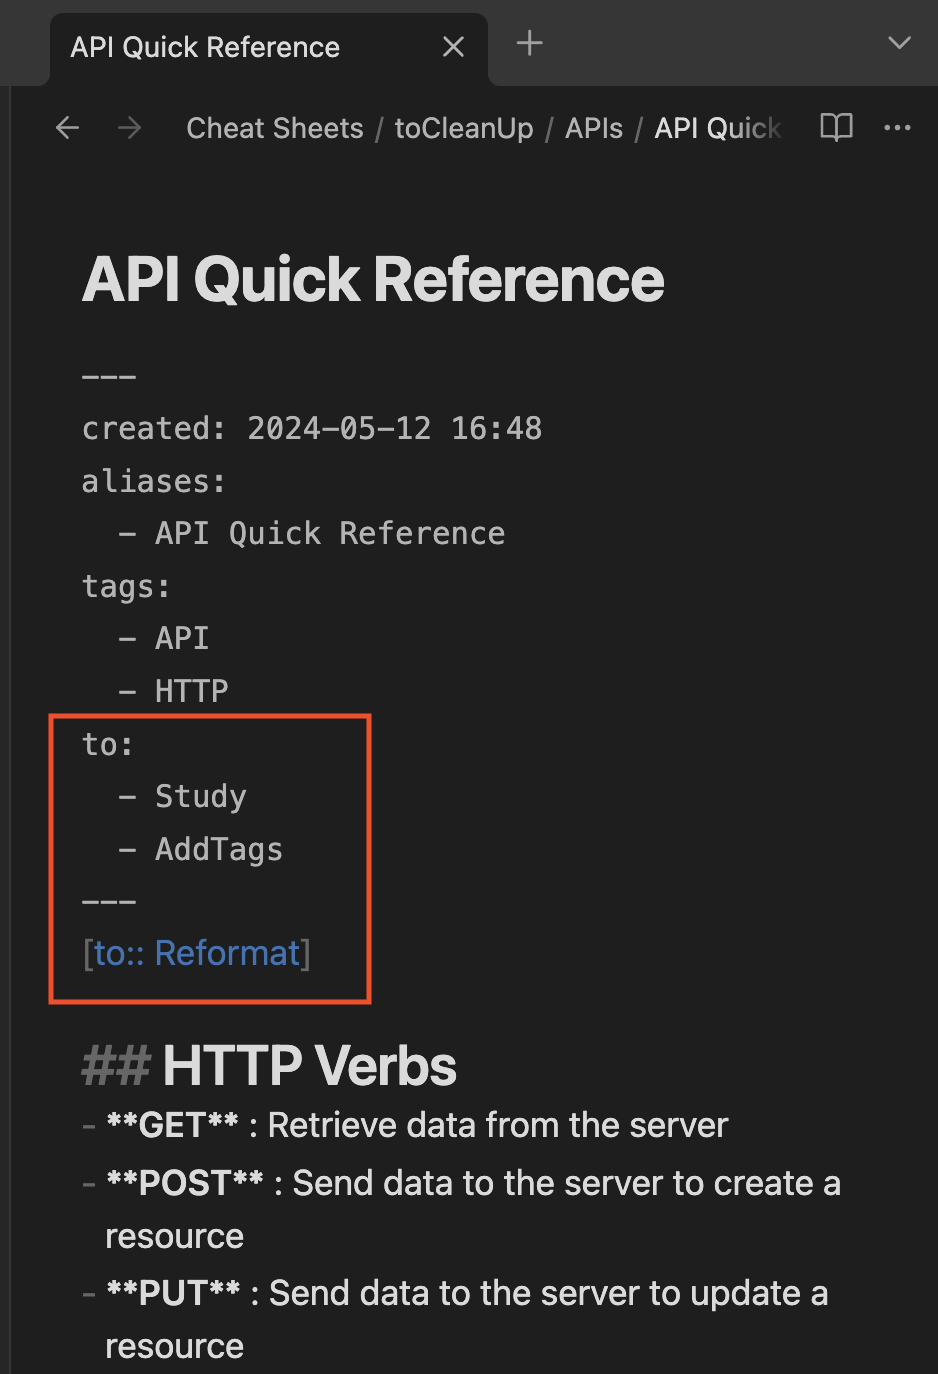 API Quick Reference
Cheat Sheets / toCleanUp / APIs / API Quick
API Quick Reference
---
created: 2024-05-12 16:48
aliases:
  - API Quick Reference
tags:
  - API
  - HTTP
to:
  - Study
  - AddTags
---
[to:: Reformat]
## HTTP Verbs
- **GET** : Retrieve data from the server
- **POST** : Send data to the server to create a
resource
- **PUT** : Send data to the server to update a
resource